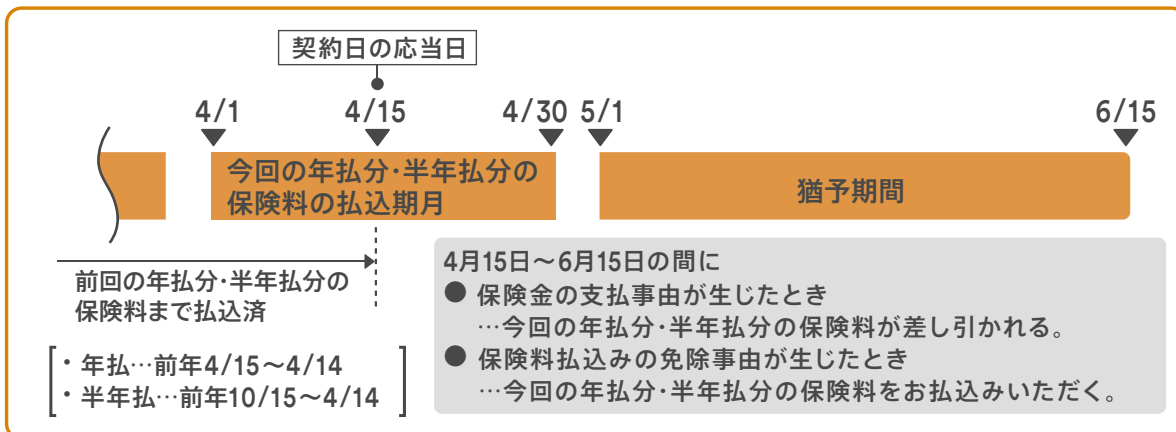 契約日の応当日
4/1
4/15
4/30
5/1
6/15
今回の年払分・半年払分の
保険料の払込期月
猶予期間
前回の年払分・半年払分の
保険料まで払込済
・年払…前年4/15～4/14
・半年払…前年10/15～4/14
4月15日～6月15日の間に
● 保険金の支払事由が生じたとき
…今回の年払分・半年払分の保険料が差し引かれる。
● 保険料払込みの免除事由が生じたとき
…今回の年払分・半年払分の保険料をお払込みいただく。